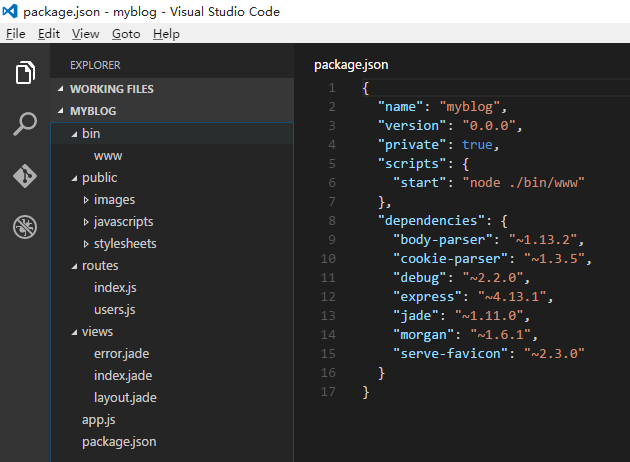 package.json - myblog - Visual Studio Code
File Edit View Goto Help
EXPLORER
WORKING FILES
MYBLOG
bin
www
public
images
javascripts
stylesheets
routes
index.js
users.js
views
error.jade
index.jade
layout.jade
app.js
package.json
package.json
1 {
2 "name": "myblog",
3 "version": "0.0.0",
4 "private": true,
5 "scripts": {
6 "start": "node ./bin/www"
7 },
8 "dependencies": {
9 "body-parser": "~1.13.2",
10 "cookie-parser": "~1.3.5",
11 "debug": "~2.2.0",
12 "express": "~4.13.1",
13 "jade": "~1.11.0",
14 "morgan": "~1.6.1",
15 "serve-favicon": "~2.3.0"
16 }
17 }